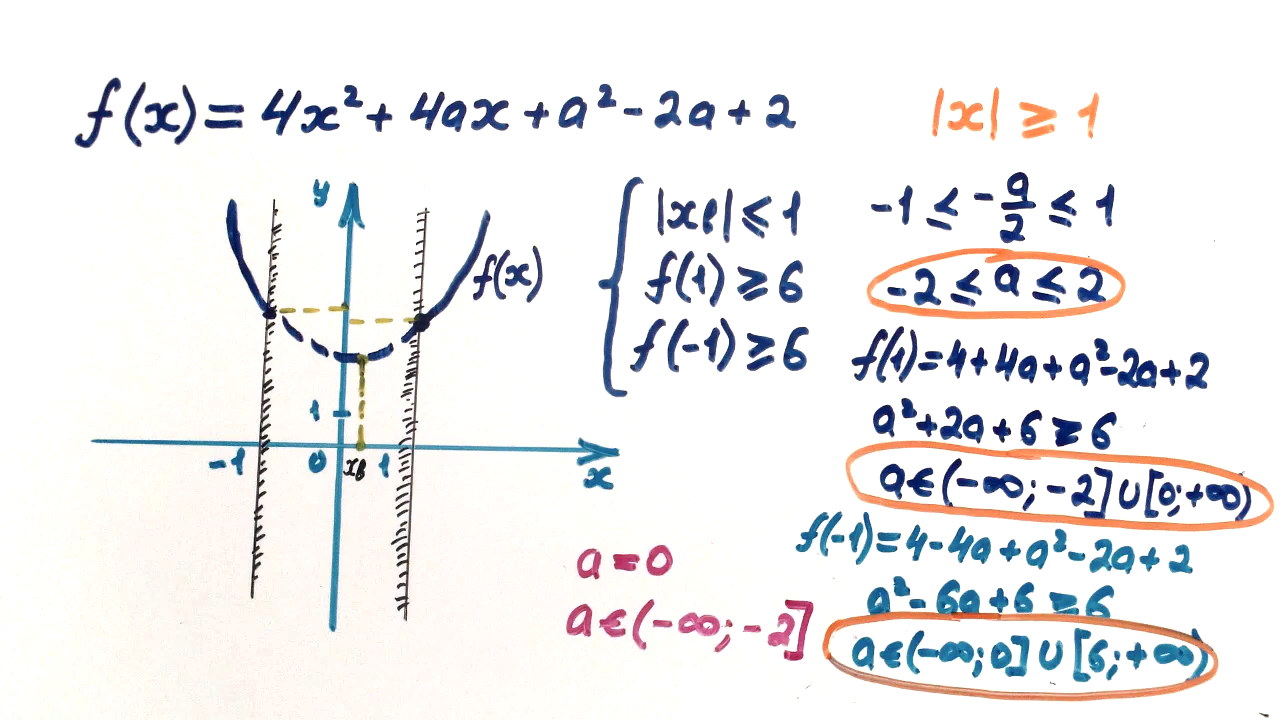 f(x) = 4x² + 4ax + a² - 2a + 2
|x| ≥ 1
y
f(x)
1
-1 0 xв 1 x
|xв| ≤ 1
f(1) ≥ 6
f(-1) ≥ 6
-1 ≤ -a/2 ≤ 1
-2 ≤ a ≤ 2
f(1) = 4 + 4a + a² - 2a + 2
a² + 2a + 6 ≥ 6
a ∈ (-∞; -2] ∪ [0; +∞)
f(-1) = 4 - 4a + a² - 2a + 2
a² - 6a + 6 ≥ 6
a ∈ (-∞; 0] ∪ [6; +∞)
a = 0
a ∈ (-∞; -2]